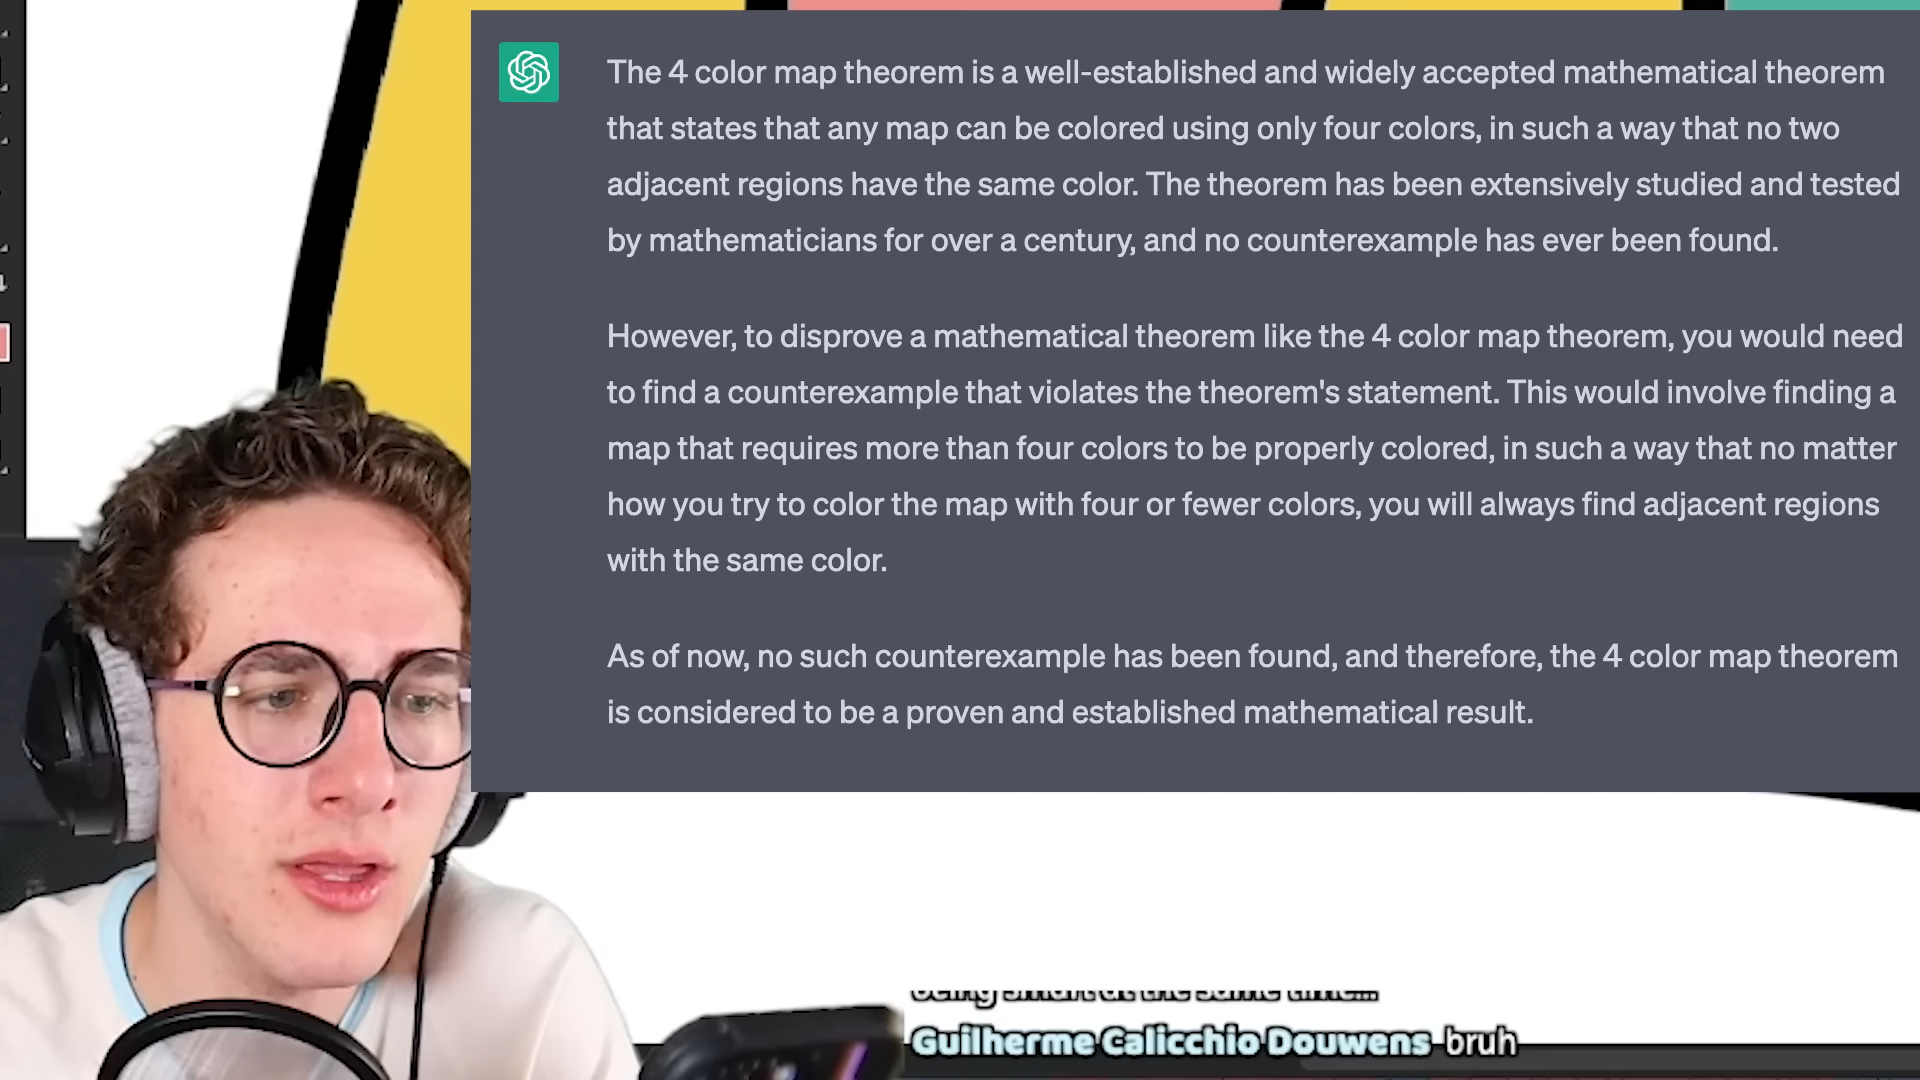 The 4 color map theorem is a well-established and widely accepted mathematical theorem
that states that any map can be colored using only four colors, in such a way that no two
adjacent regions have the same color. The theorem has been extensively studied and tested
by mathematicians for over a century, and no counterexample has ever been found.
However, to disprove a mathematical theorem like the 4 color map theorem, you would need
to find a counterexample that violates the theorem's statement. This would involve finding a
map that requires more than four colors to be properly colored, in such a way that no matter
how you try to color the map with four or fewer colors, you will always find adjacent regions
with the same color.
As of now, no such counterexample has been found, and therefore, the 4 color map theorem
is considered to be a proven and established mathematical result.
being smart at the same time...
Guilherme Calicchio Douwens bruh